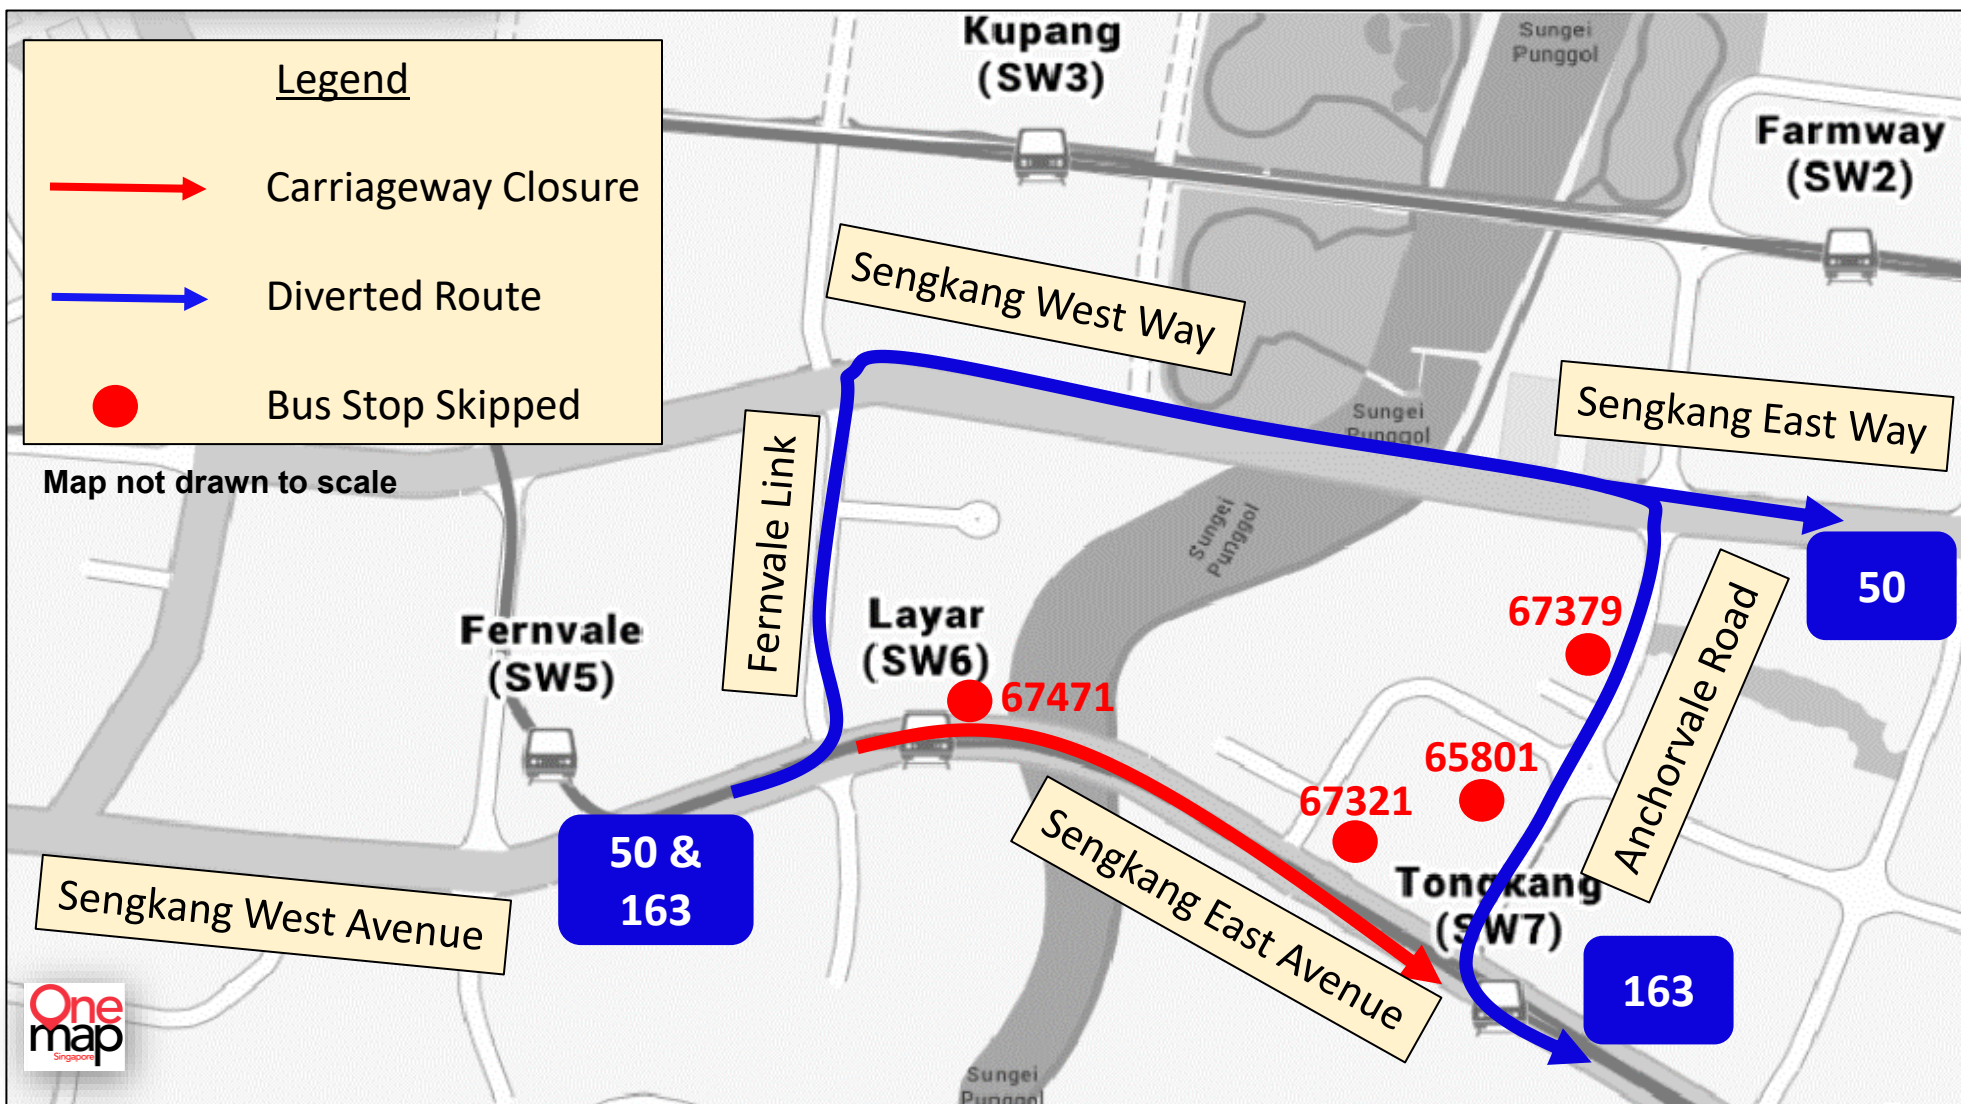 Legend
Carriageway Closure
Diverted Route
Bus Stop Skipped
Map not drawn to scale
Kupang
(SW3)
Sungei
Punggol
Farmway
(SW2)
Sengkang West Way
Sengkang East Way
Sungei
Punggol
Fernvale Link
Sungei
Punggol
50
Fernvale
(SW5)
Layar
(SW6)
67471
67379
65801
67321
Anchorvale Road
Tongkang
(SW7)
Sengkang East Avenue
50 &
163
Sengkang West Avenue
163
One
map
Singapore
Sungei
Punggol